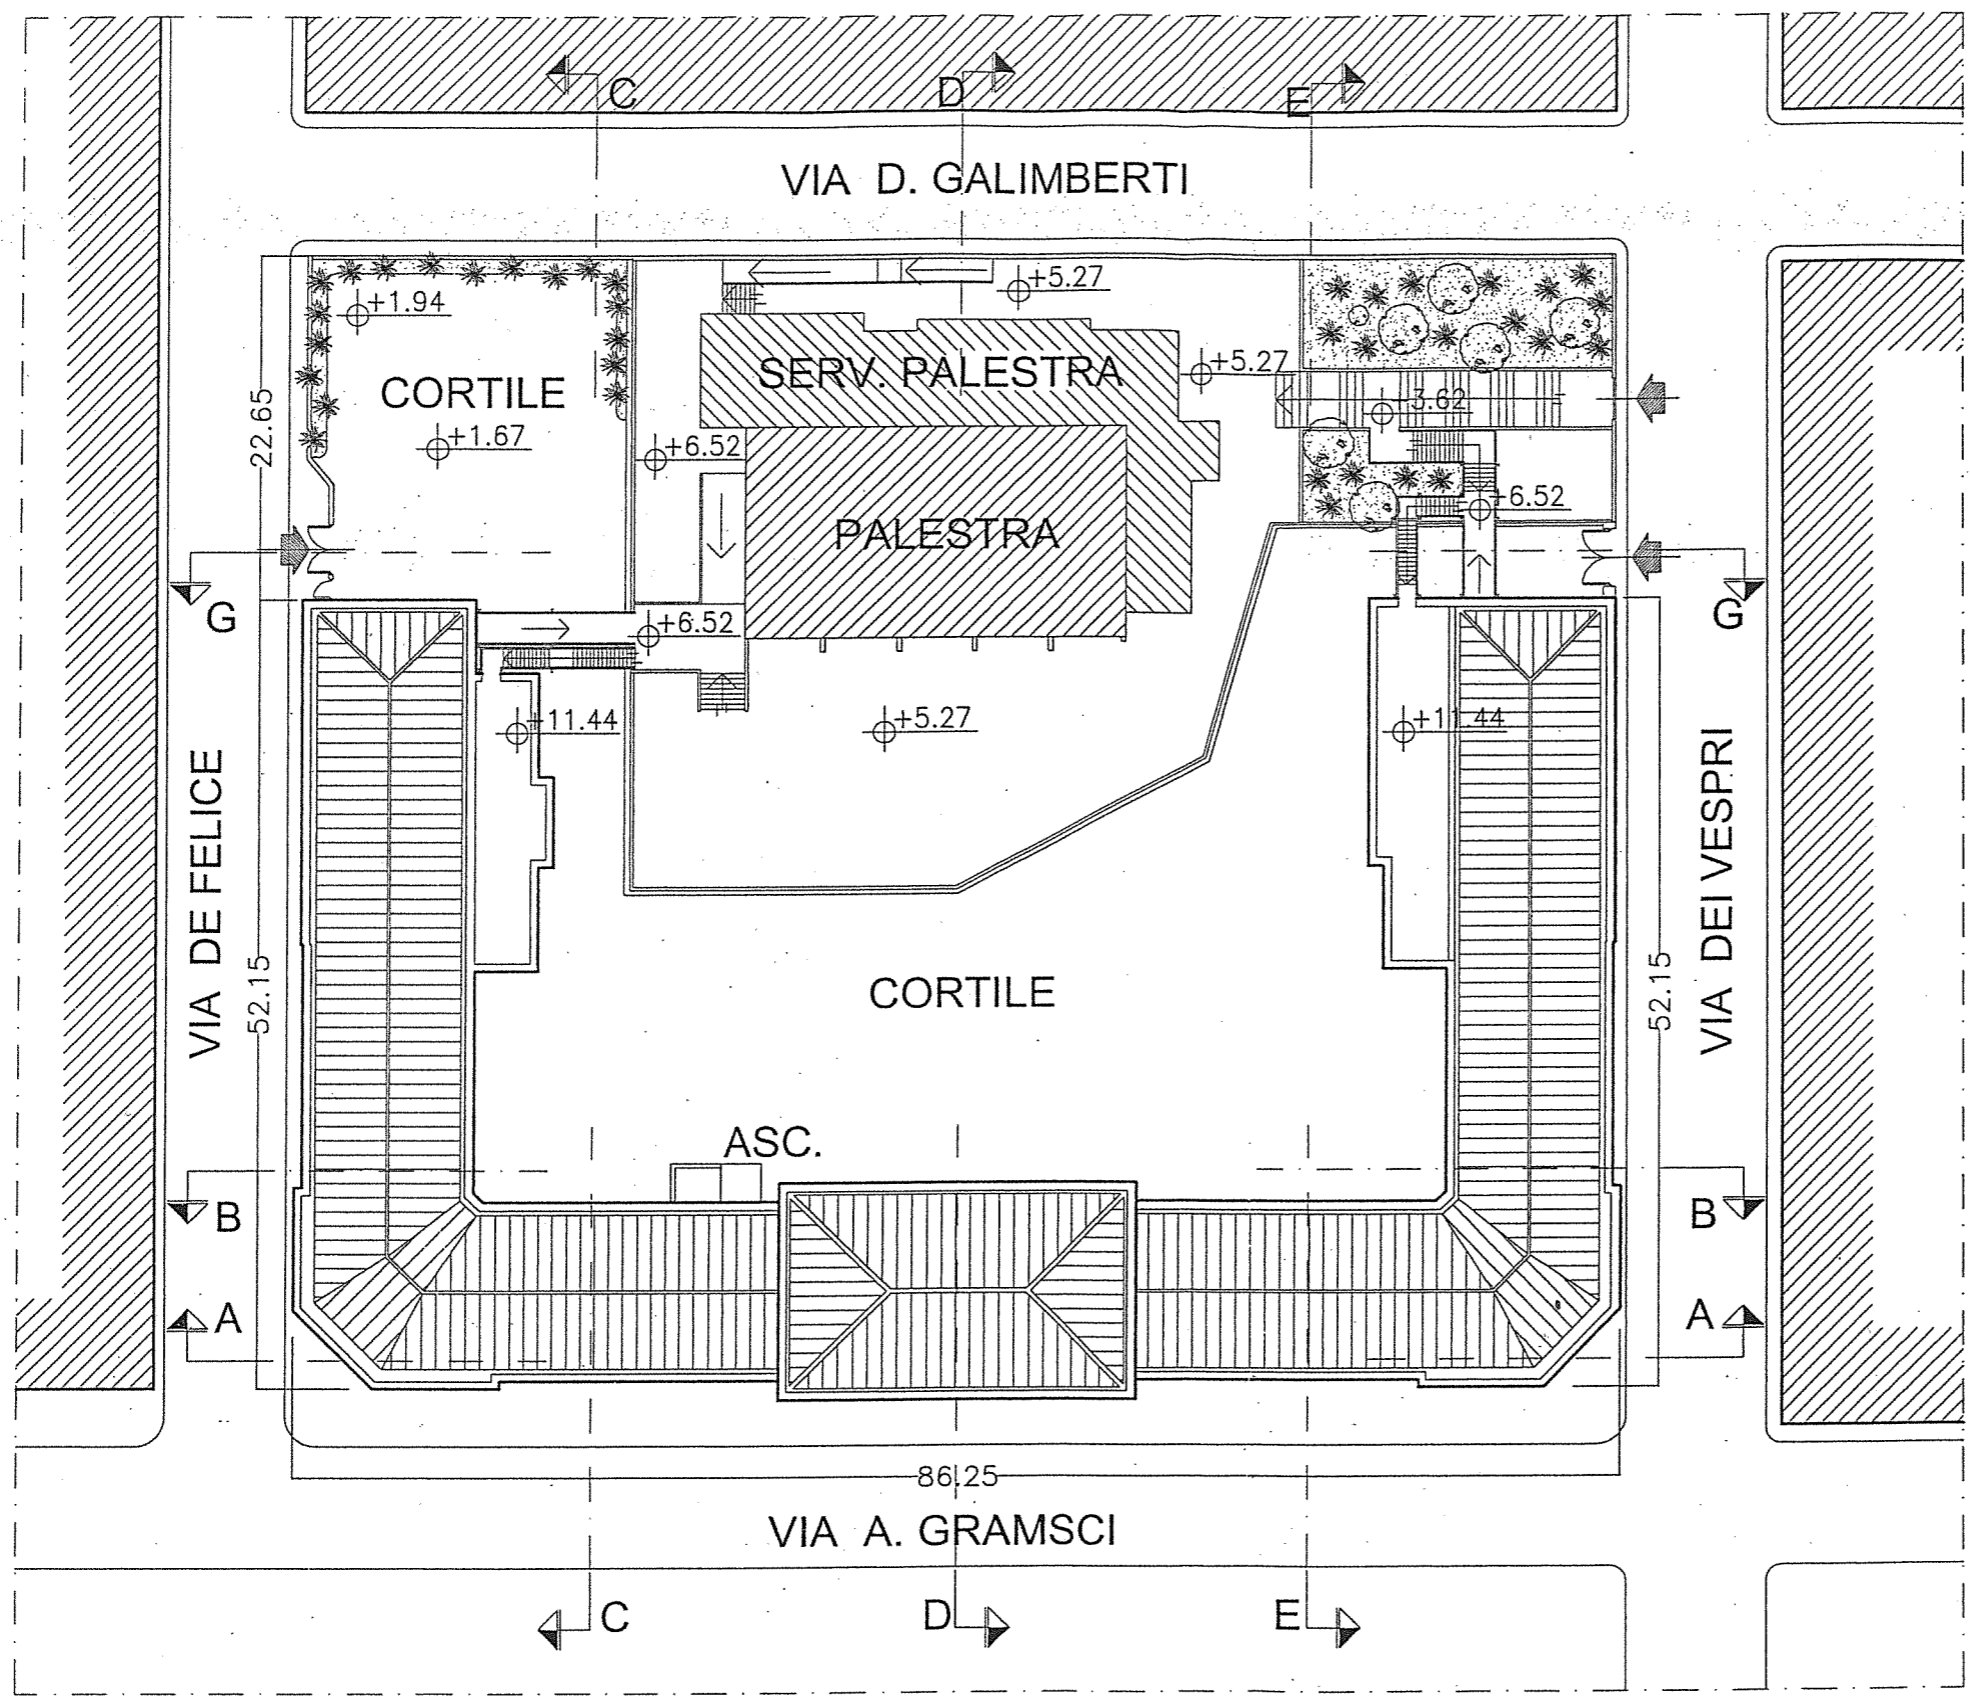 C
D
E
VIA D. GALIMBERTI
+1.94
+5.27
SERV. PALESTRA
+5.27
CORTILE
+3.62
22.65
+1.67
+6.52
+6.52
PALESTRA
G
G
+6.52
+11.44
+5.27
+11.44
VIA DE FELICE
VIA DEI VESPRI
52.15
CORTILE
52.15
ASC.
B
B
A
A
86.25
VIA A. GRAMSCI
C
D
E